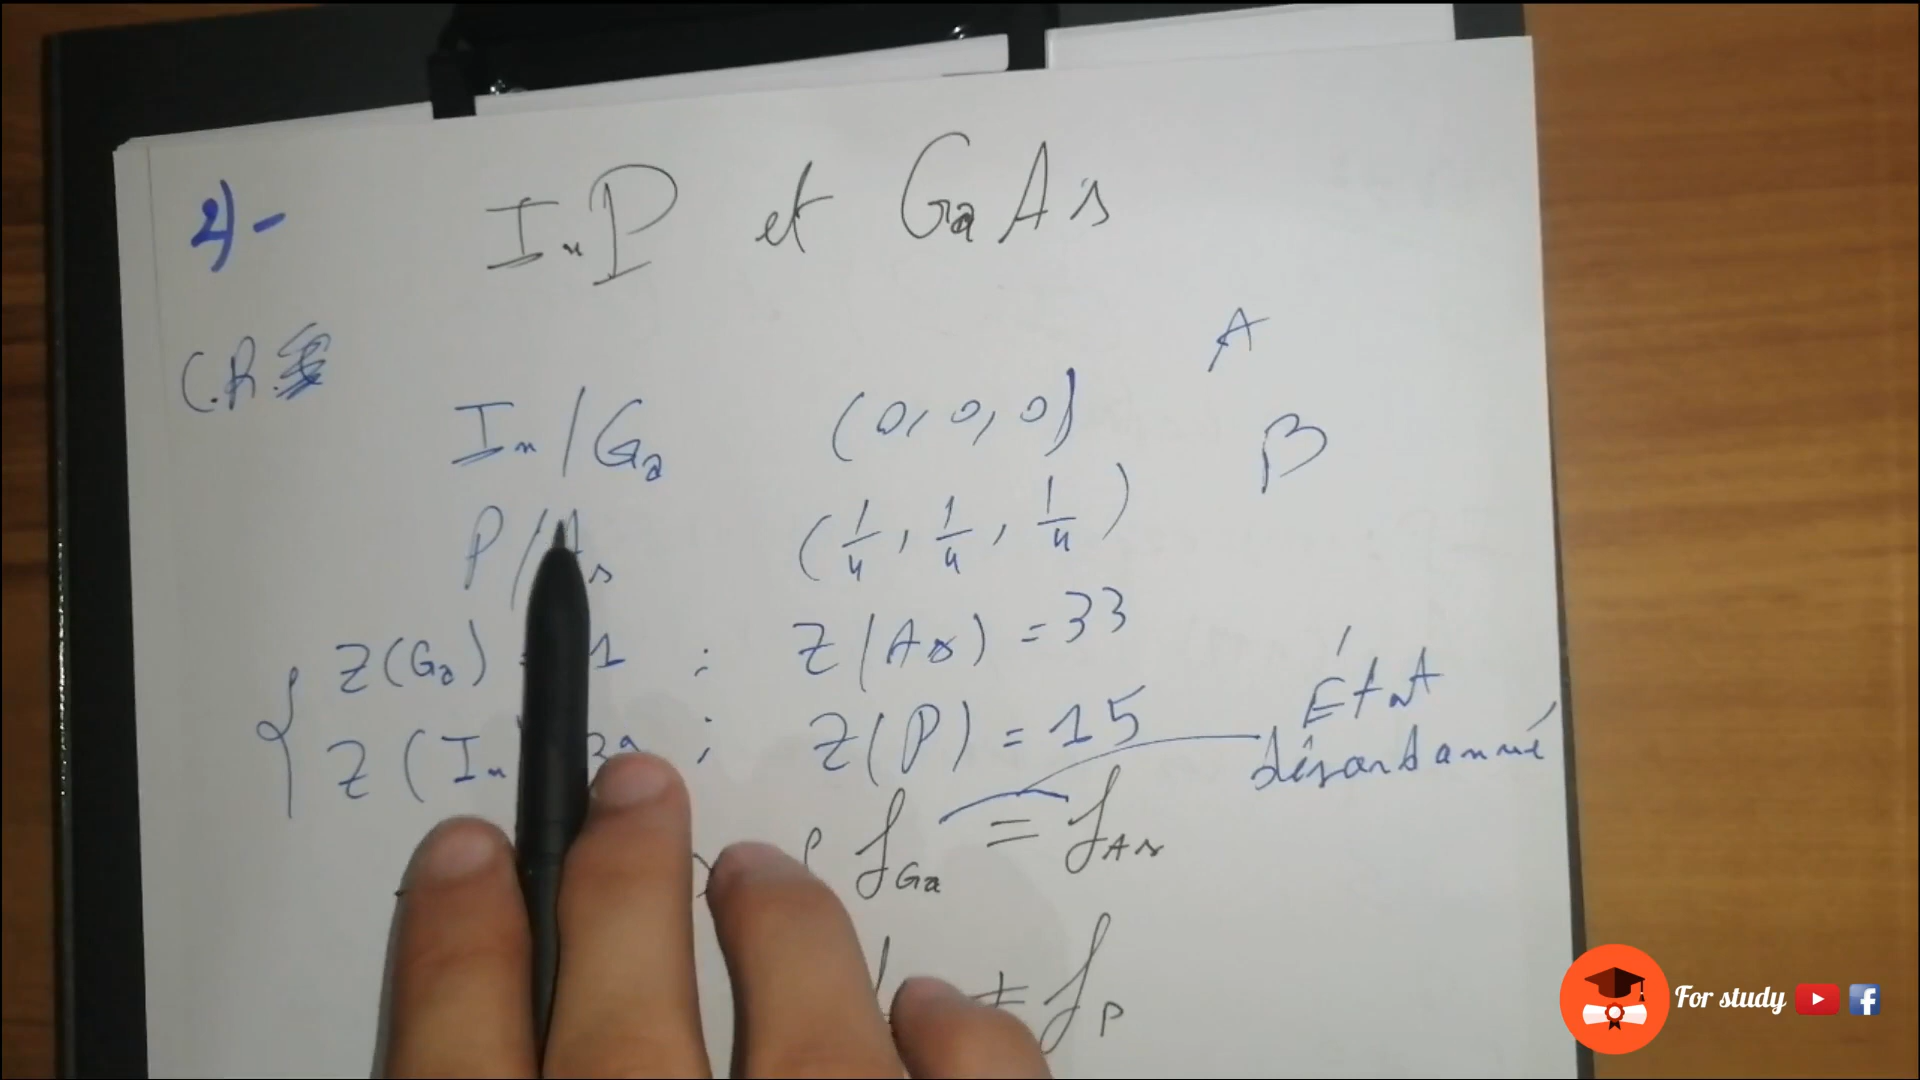 2)- InP et GaAs
C.R
In/Ga (0, 0, 0) A
P/As (1/4, 1/4, 1/4) B
Z(Ga) 1 ; Z(As) = 33
Z(In) ; Z(P) = 15
État désordonné
fGa = fAs
≠ fP
For study